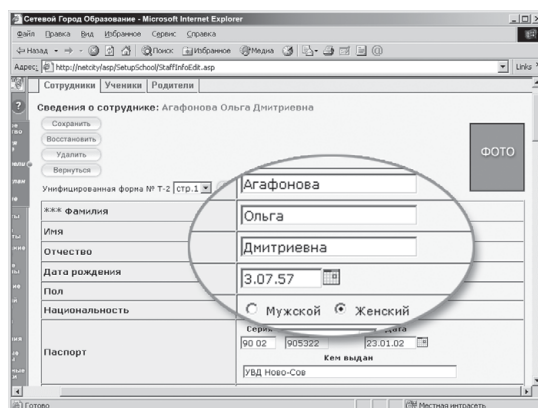 Сетевой Город Образование - Microsoft Internet Explorer
Файл Правка Вид Избранное Сервис Справка
Назад Поиск Избранное Медиа
Адрес: http://netcity/asp/SetupSchool/StaffInfoEdit.asp Links
Сотрудники Ученики Родители
Сведения о сотруднике: Агафонова Ольга Дмитриевна
Сохранить
Восстановить
Удалить
Вернуться
ФОТО
Унифицированная форма № Т-2 стр.1
*** Фамилия Агафонова
Имя Ольга
Отчество Дмитриевна
Дата рождения 3.07.57
Пол Мужской Женский
Национальность
Паспорт
Серия Дата
90 02 905322 23.01.02
Кем выдан
УВД Ново-Сов
Готово Местная интрасеть